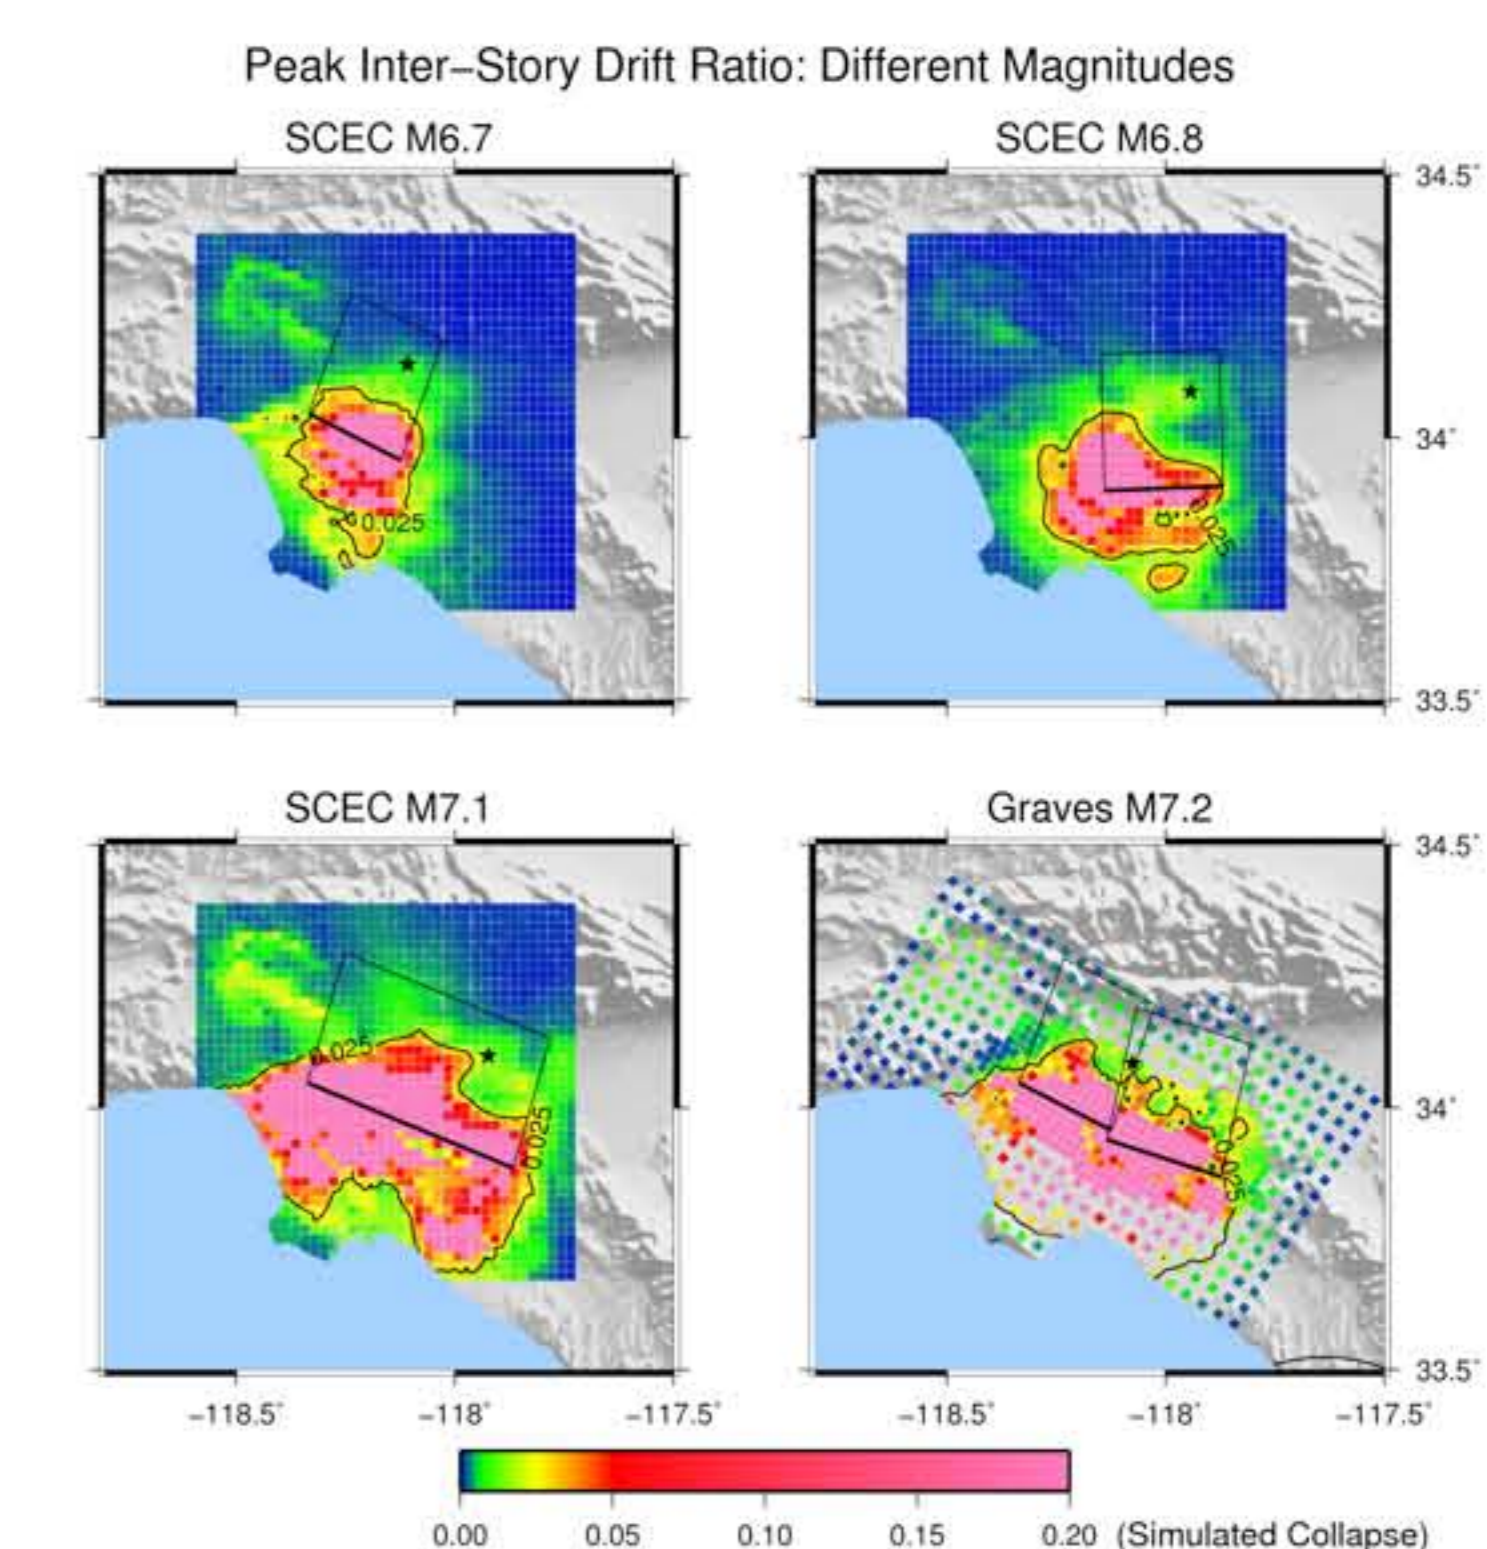 Peak Inter−Story Drift Ratio: Different Magnitudes
SCEC M6.7
SCEC M6.8
34.5˚
0.025
.025
34˚
33.5˚
SCEC M7.1
Graves M7.2
34.5˚
0.025
0.025
.025
34˚
33.5˚
−118.5˚ −118˚ −117.5˚
−118.5˚ −118˚ −117.5˚
0.00 0.05 0.10 0.15 0.20 (Simulated Collapse)